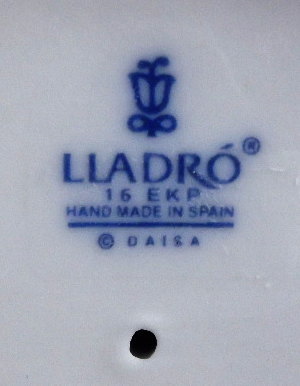 LLADRÓ®
16 EKP
HAND MADE IN SPAIN
© DAISA